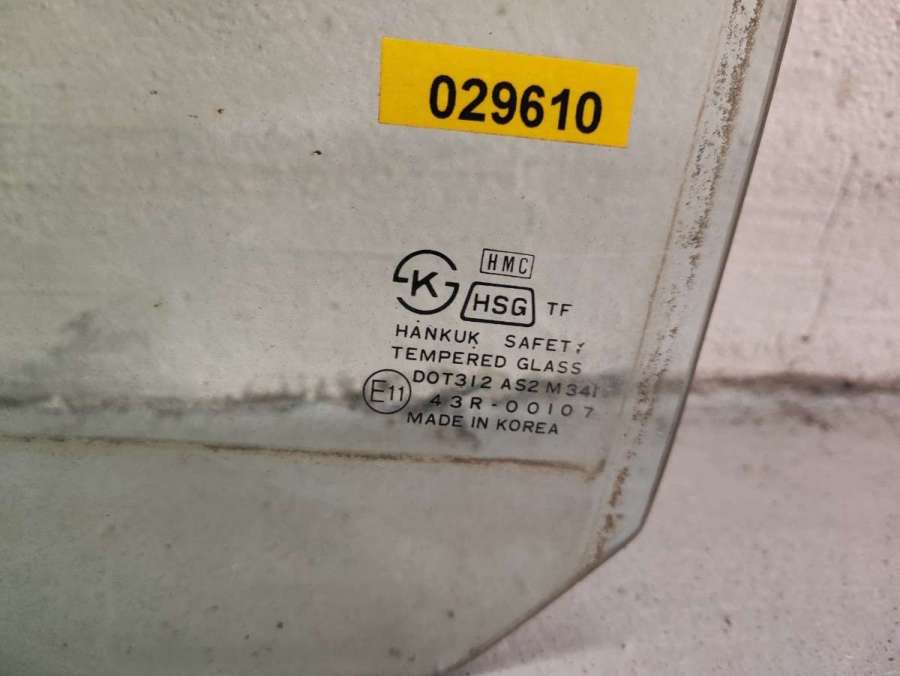 029610
K
HMC
HSG TF
HANKUK SAFETY
TEMPERED GLASS
DOT312 AS2 M341
E11 43R-00107
MADE IN KOREA